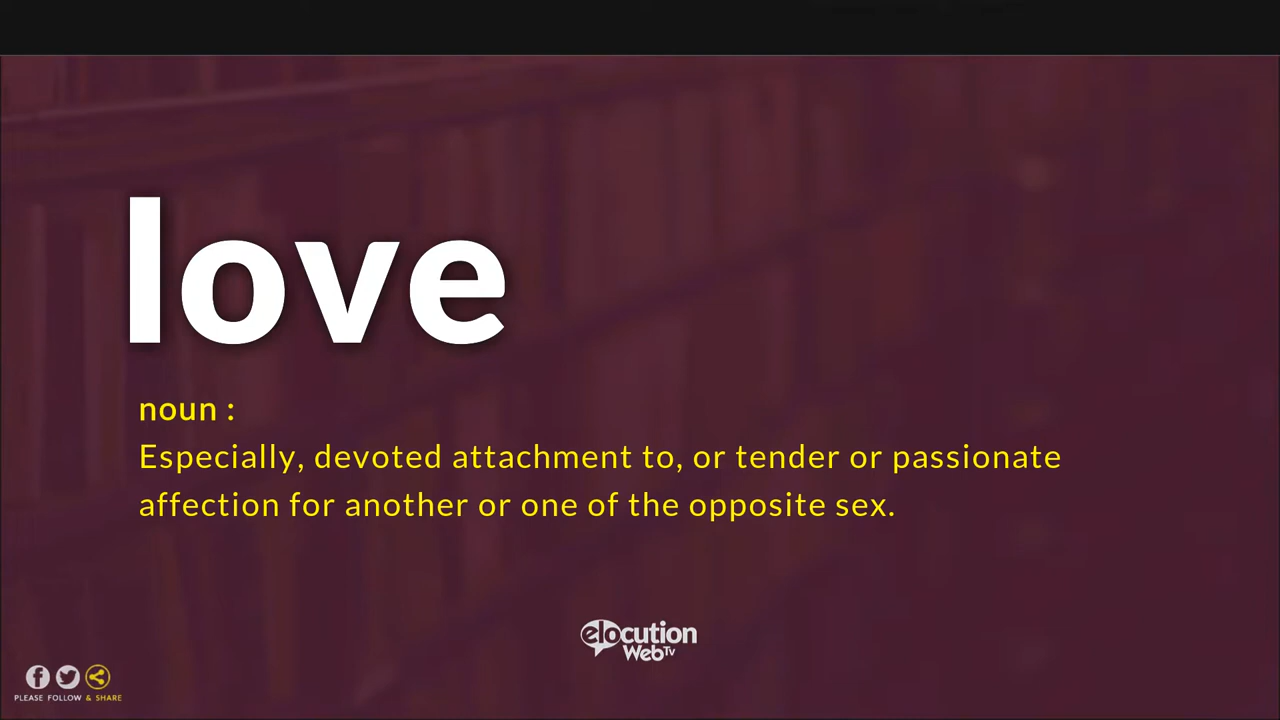 love
noun :
Especially, devoted attachment to, or tender or passionate
affection for another or one of the opposite sex.
elocution
WebTv
PLEASE FOLLOW & SHARE